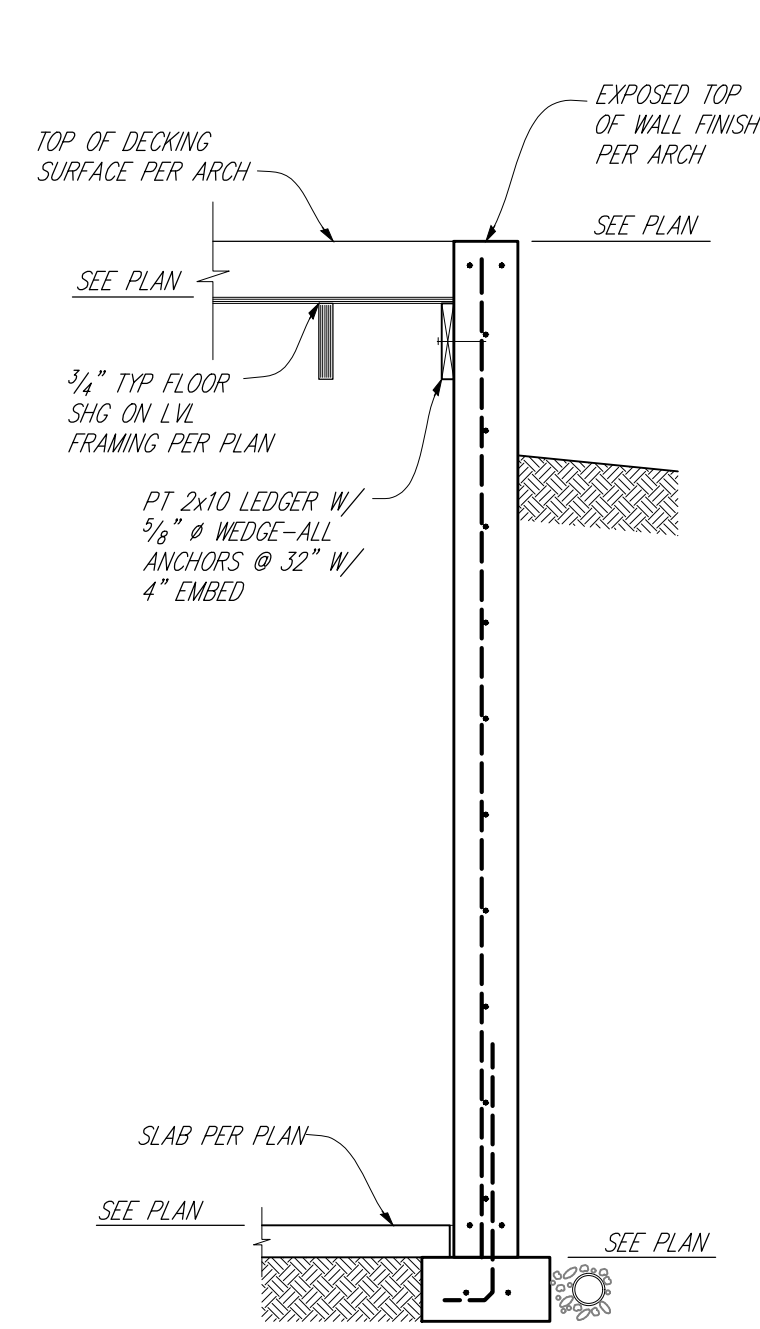 EXPOSED TOP
OF WALL FINISH
PER ARCH
TOP OF DECKING
SURFACE PER ARCH
SEE PLAN
SEE PLAN
3/4" TYP FLOOR
SHG ON LVL
FRAMING PER PLAN
PT 2x10 LEDGER W/
5/8" ø WEDGE-ALL
ANCHORS @ 32" W/
4" EMBED
SLAB PER PLAN
SEE PLAN
SEE PLAN